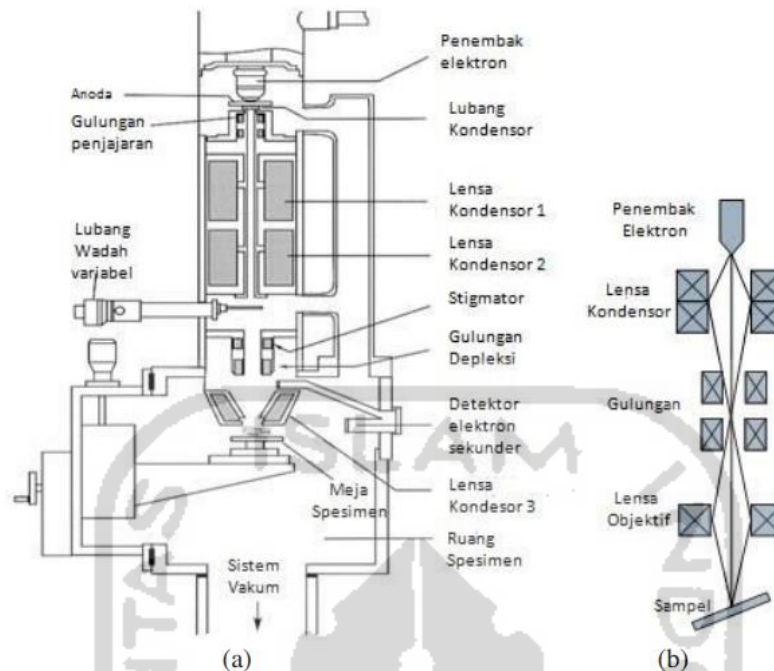 Penembak
elektron
Anoda
Lubang
Kondensor
Gulungan
penjajaran
Lensa
Kondensor 1
Lubang
Wadah
variabel
Lensa
Kondensor 2
Stigmator
Gulungan
Depleksi
Detektor
elektron
sekunder
Meja
Spesimen
Lensa
Kondesor 3
Ruang
Spesimen
Sistem
Vakum
(a)
Penembak
Elektron
Lensa
Kondensor
Gulungan
Lensa
Objektif
Sampel
(b)
ISLAM